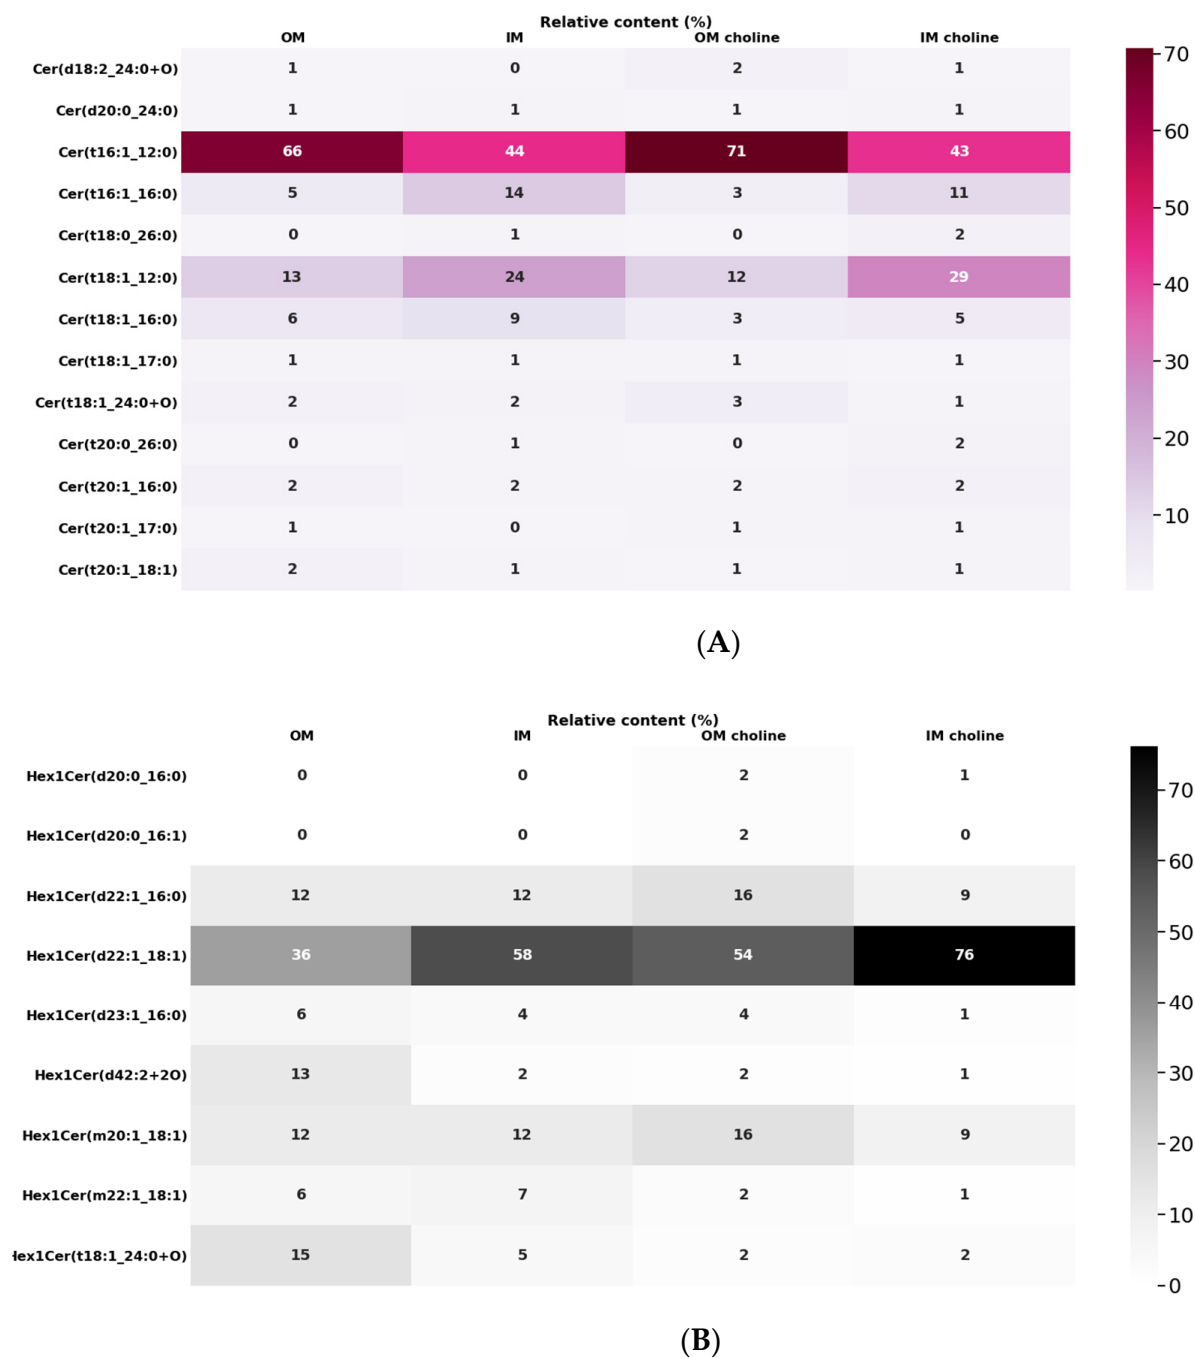 Relative content (%)
OM IM OM choline IM choline
Cer(d18:2_24:0+O) 1 0 2 1
Cer(d20:0_24:0) 1 1 1 1
Cer(t16:1_12:0) 66 44 71 43
Cer(t16:1_16:0) 5 14 3 11
Cer(t18:0_26:0) 0 1 0 2
Cer(t18:1_12:0) 13 24 12 29
Cer(t18:1_16:0) 6 9 3 5
Cer(t18:1_17:0) 1 1 1 1
Cer(t18:1_24:0+O) 2 2 3 1
Cer(t20:0_26:0) 0 1 0 2
Cer(t20:1_16:0) 2 2 2 2
Cer(t20:1_17:0) 1 0 1 1
Cer(t20:1_18:1) 2 1 1 1
70
60
50
40
30
20
10
(A)
Relative content (%)
OM IM OM choline IM choline
Hex1Cer(d20:0_16:0) 0 0 2 1
Hex1Cer(d20:0_16:1) 0 0 2 0
Hex1Cer(d22:1_16:0) 12 12 16 9
Hex1Cer(d22:1_18:1) 36 58 54 76
Hex1Cer(d23:1_16:0) 6 4 4 1
Hex1Cer(d42:2+2O) 13 2 2 1
Hex1Cer(m20:1_18:1) 12 12 16 9
Hex1Cer(m22:1_18:1) 6 7 2 1
Hex1Cer(t18:1_24:0+O) 15 5 2 2
70
60
50
40
30
20
10
0
(B)